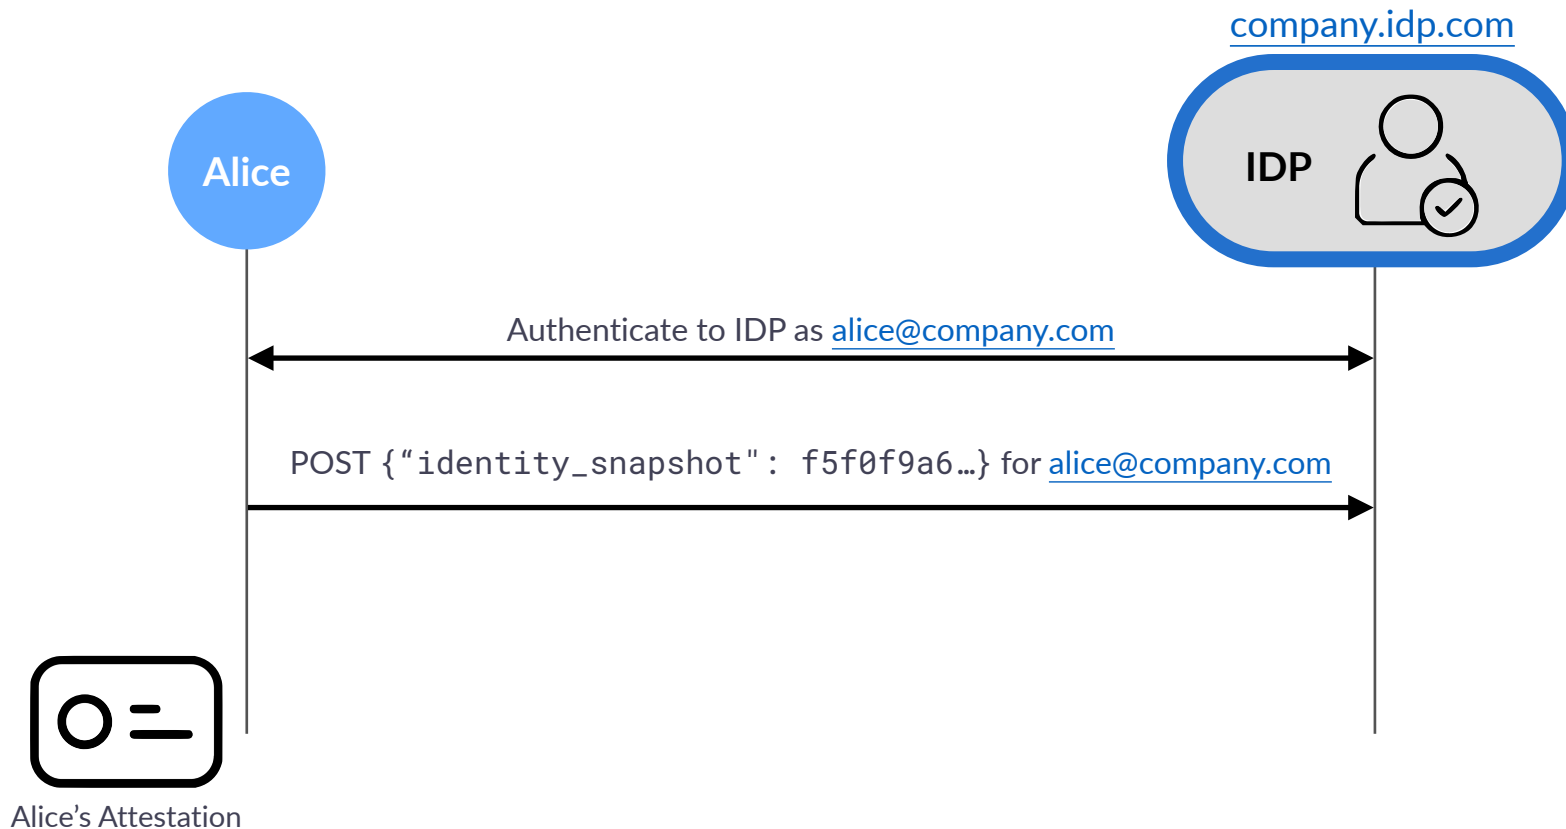 company.idp.com
Alice
IDP
Authenticate to IDP as alice@company.com
POST {“identity_snapshot": f5f0f9a6…} for alice@company.com
Alice’s Attestation